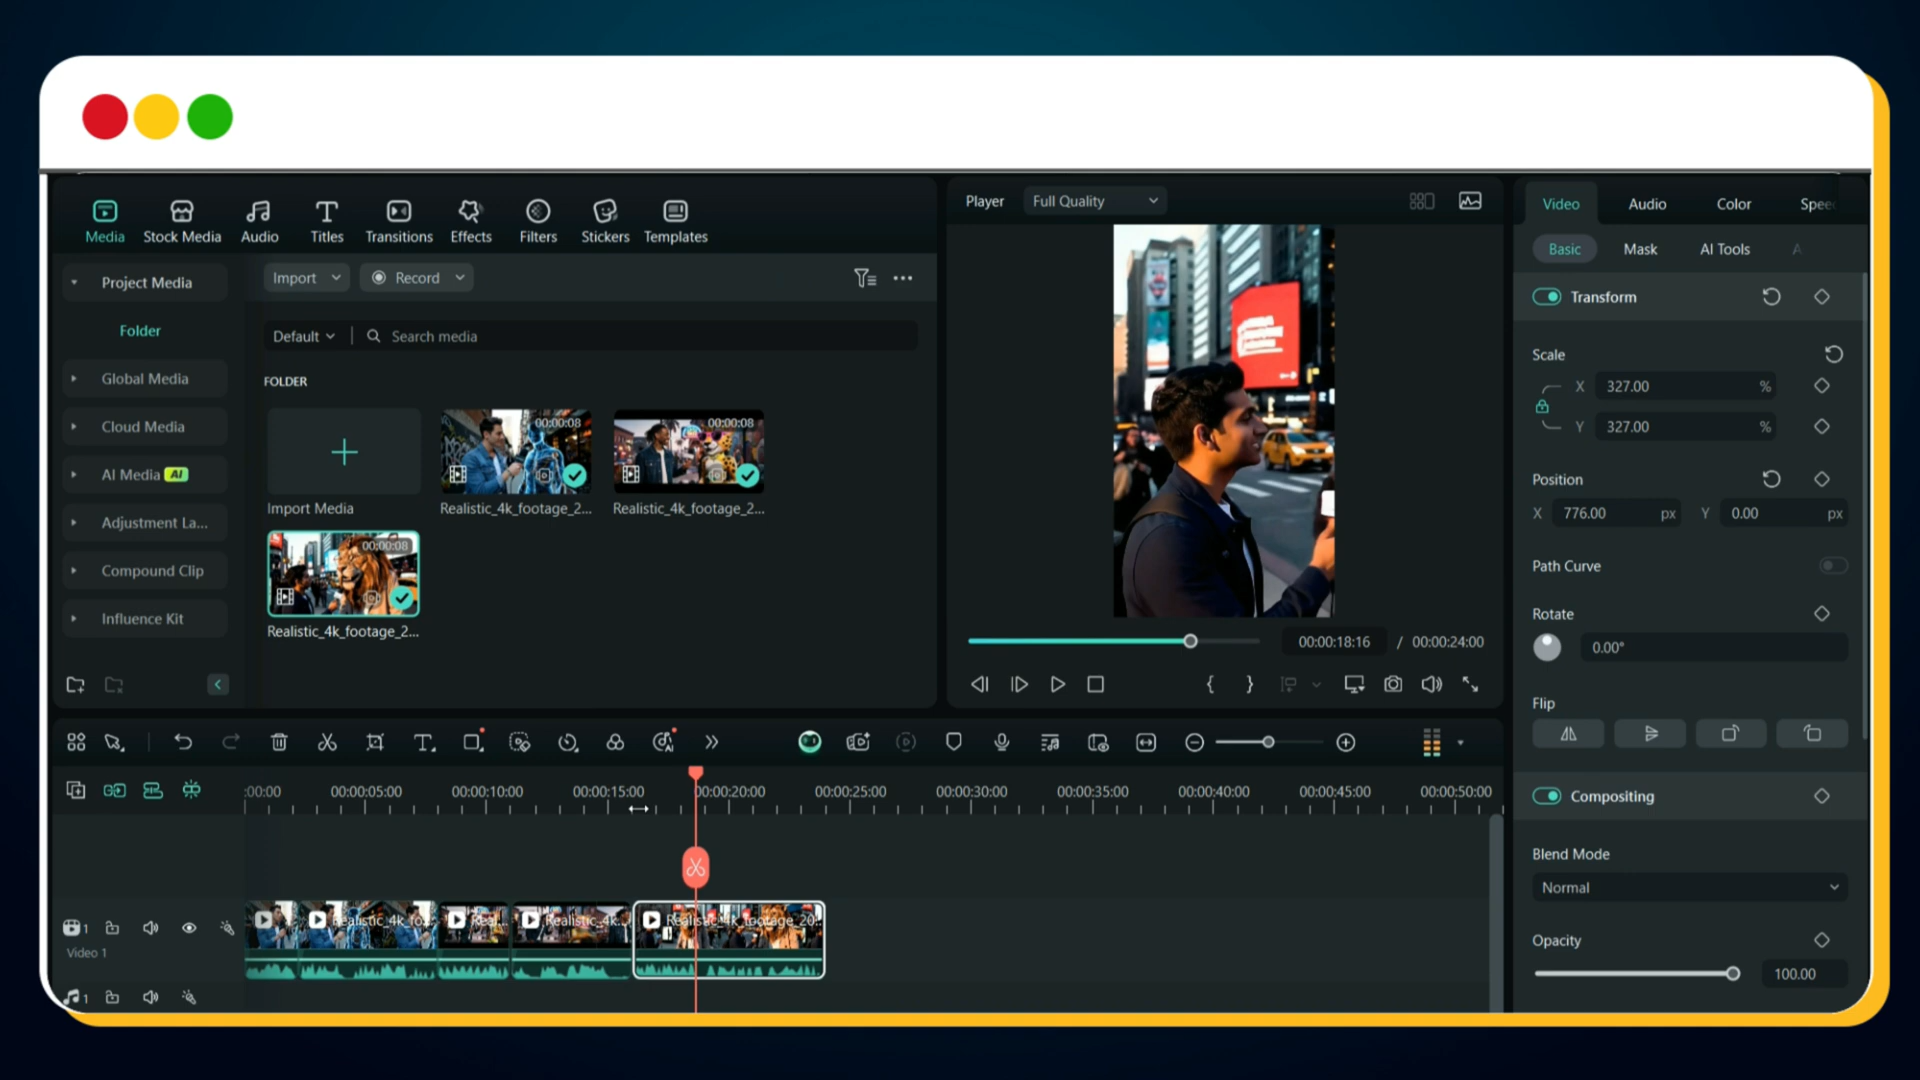 Media
Stock Media
Audio
Titles
Transitions
Effects
Filters
Stickers
Templates
Project Media
Folder
Global Media
Cloud Media
AI Media AI
Adjustment La...
Compound Clip
Influence Kit
Import
Record
Default
Search media
FOLDER
Import Media
00:00:08
Realistic_4k_footage_2...
00:00:08
Realistic_4k_footage_2...
00:00:08
Realistic_4k_footage_2...
Player
Full Quality
00:00:18:16 / 00:00:24:00
Video
Audio
Color
Spee
Basic
Mask
AI Tools
A
Transform
Scale
X 327.00 %
Y 327.00 %
Position
X 776.00 px Y 0.00 px
Path Curve
Rotate
0.00°
Flip
Compositing
Blend Mode
Normal
Opacity
100.00
:00:00
00:00:05:00
00:00:10:00
00:00:15:00
00:00:20:00
00:00:25:00
00:00:30:00
00:00:35:00
00:00:40:00
00:00:45:00
00:00:50:00
1
Video 1
Realistic_4k_fo...
Real...
Realistic_4k...
Realistic_4k_footage_20...
1